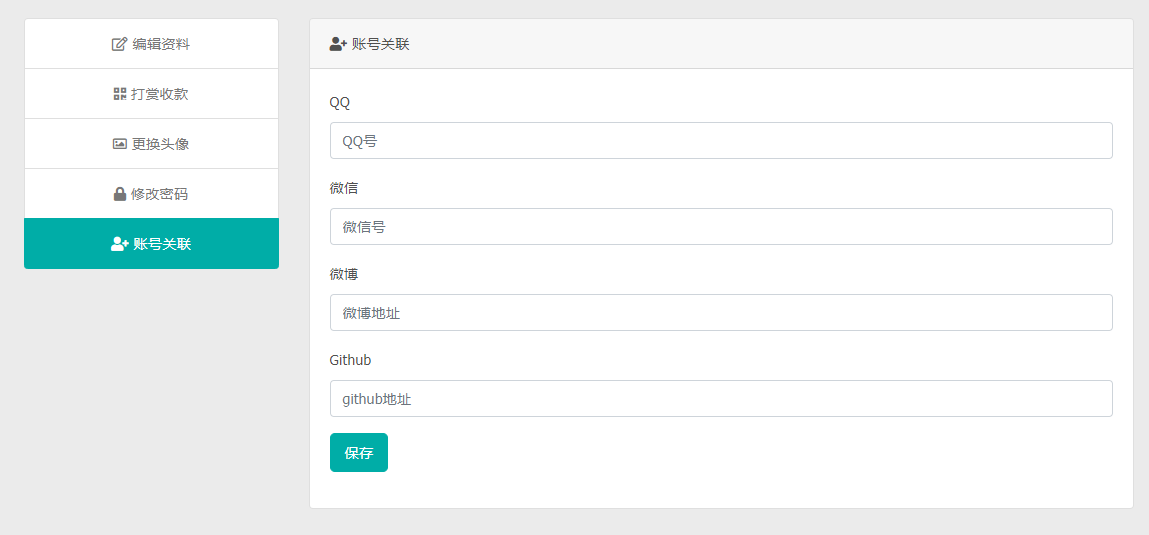 编辑资料
打赏收款
更换头像
修改密码
账号关联
账号关联
QQ
QQ号
微信
微信号
微博
微博地址
Github
github地址
保存